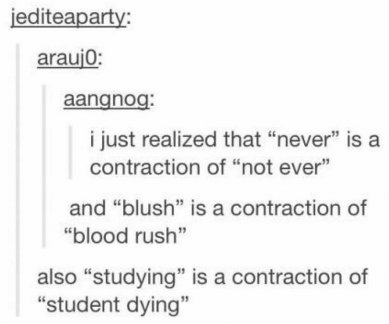 jediteaparty:
arauj0:
aangnog:
i just realized that “never” is a
contraction of “not ever”
and “blush” is a contraction of
“blood rush”
also “studying” is a contraction of
“student dying”